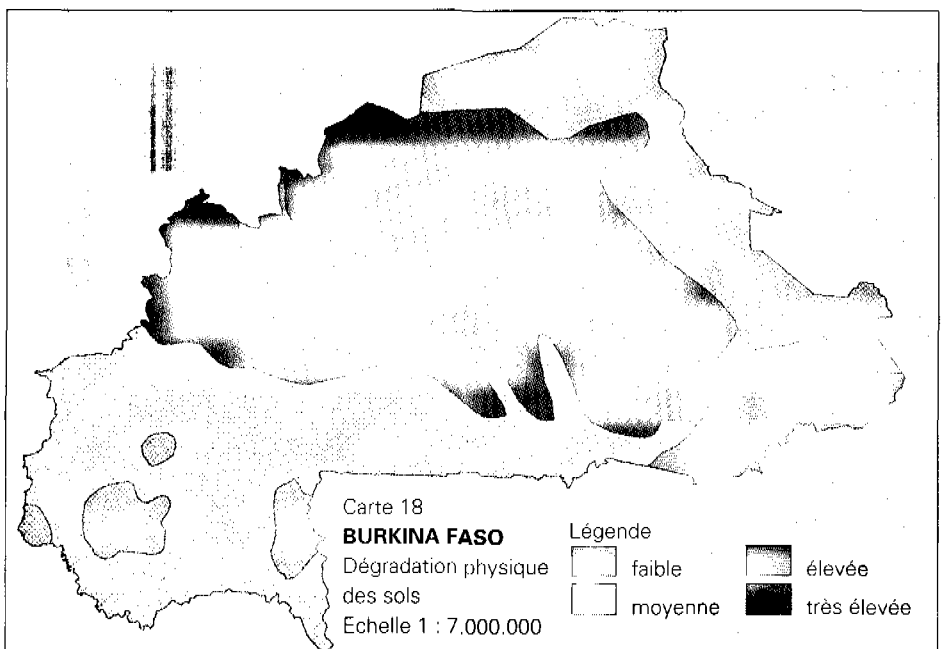 Carte 18
BURKINA FASO
Dégradation physique
des sols
Echelle 1 : 7.000.000
Légende
faible
élevée
moyenne
très élevée